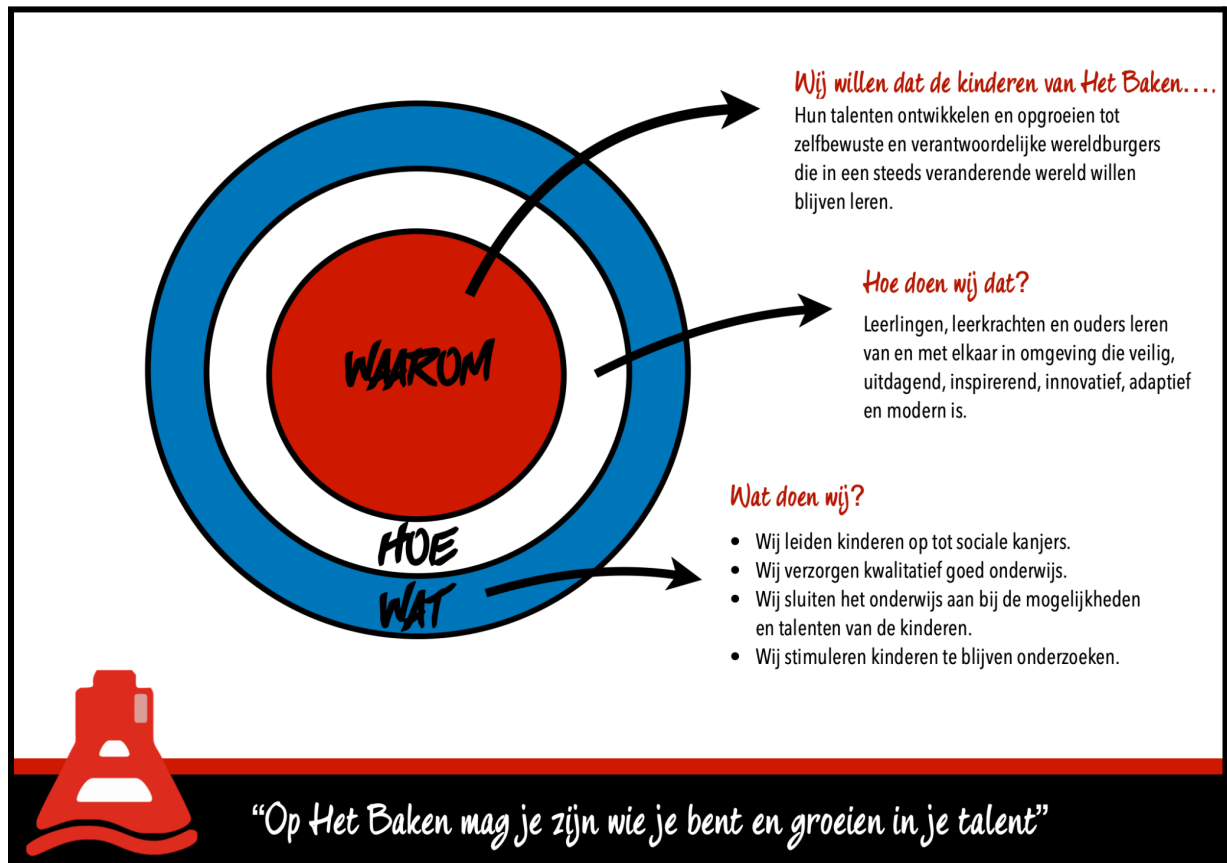 Wij willen dat de kinderen van Het Baken....
Hun talenten ontwikkelen en opgroeien tot
zelfbewuste en verantwoordelijke wereldburgers
die in een steeds veranderende wereld willen
blijven leren.
Hoe doen wij dat?
Leerlingen, leerkrachten en ouders leren
van en met elkaar in omgeving die veilig,
uitdagend, inspirerend, innovatief, adaptief
en modern is.
WAAROM
HOE
WAT
Wat doen wij?
• Wij leiden kinderen op tot sociale kanjers.
• Wij verzorgen kwalitatief goed onderwijs.
• Wij sluiten het onderwijs aan bij de mogelijkheden
en talenten van de kinderen.
• Wij stimuleren kinderen te blijven onderzoeken.
“Op Het Baken mag je zijn wie je bent en groeien in je talent”